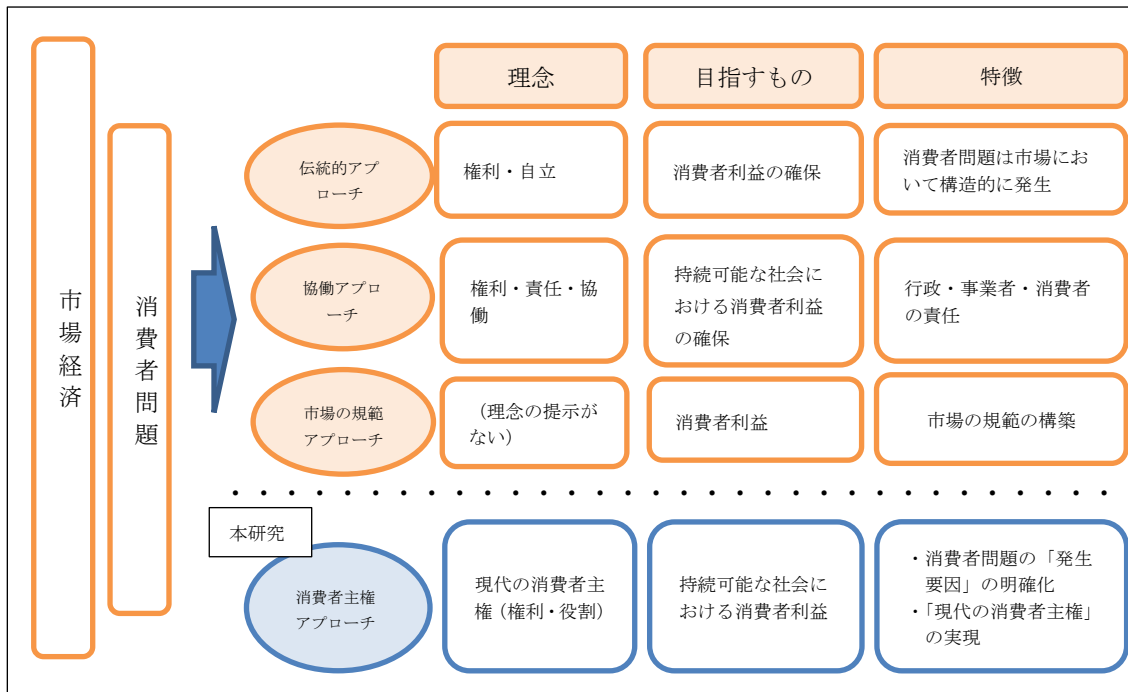 市場経済
消費者問題
理念
目指すもの
特徴
伝統的アプ
ローチ
権利・自立
消費者利益の確保
消費者問題は市場にお
いて構造的に発生
協働アプロ
ーチ
権利・責任・協
働
持続可能な社会に
おける消費者利益
の確保
行政・事業者・消費者
の責任
市場の規範
アプローチ
（理念の提示が
ない）
消費者利益
市場の規範の構築
本研究
消費者主権
アプローチ
現代の消費者主
権（権利・役割）
持続可能な社会に
おける消費者利益
・消費者問題の「発生
要因」の明確化
・「現代の消費者主権」
の実現